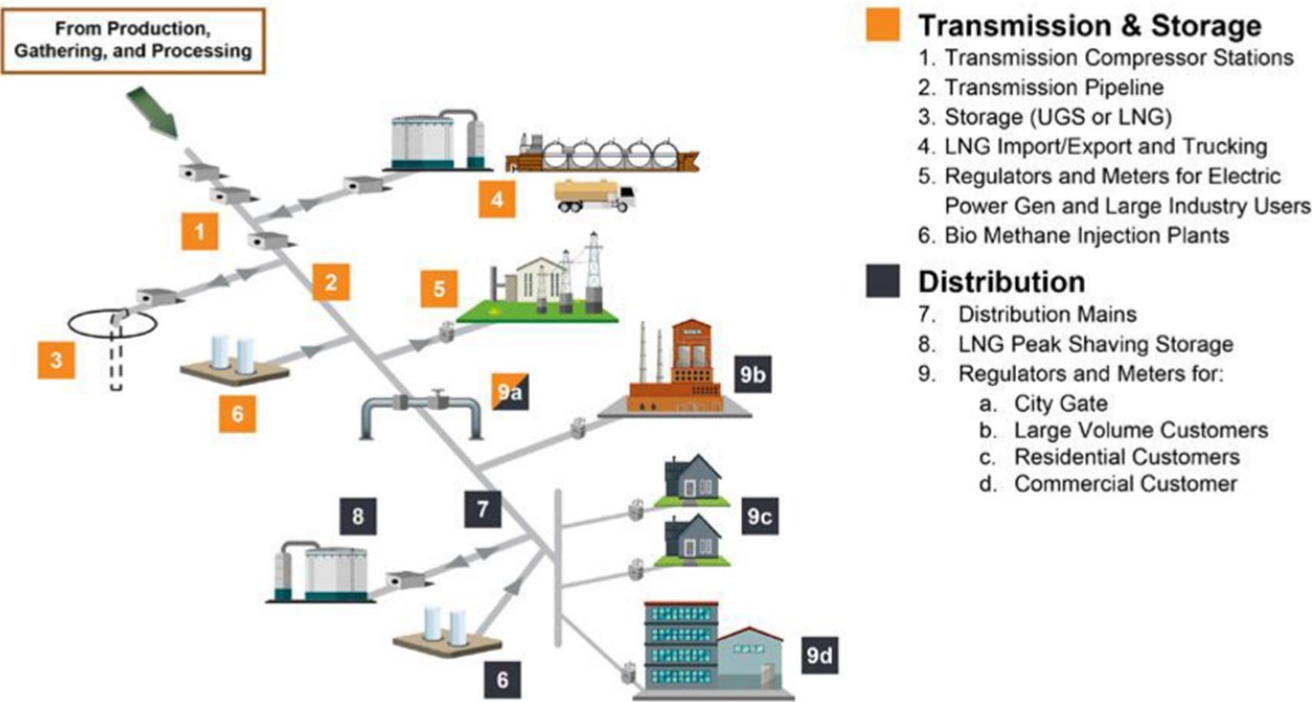 From Production,
Gathering, and Processing
1
2
3
4
5
6
9a
9b
7
8
9c
6
9d
Transmission & Storage
1. Transmission Compressor Stations
2. Transmission Pipeline
3. Storage (UGS or LNG)
4. LNG Import/Export and Trucking
5. Regulators and Meters for Electric
Power Gen and Large Industry Users
6. Bio Methane Injection Plants
Distribution
7. Distribution Mains
8. LNG Peak Shaving Storage
9. Regulators and Meters for:
a. City Gate
b. Large Volume Customers
c. Residential Customers
d. Commercial Customer